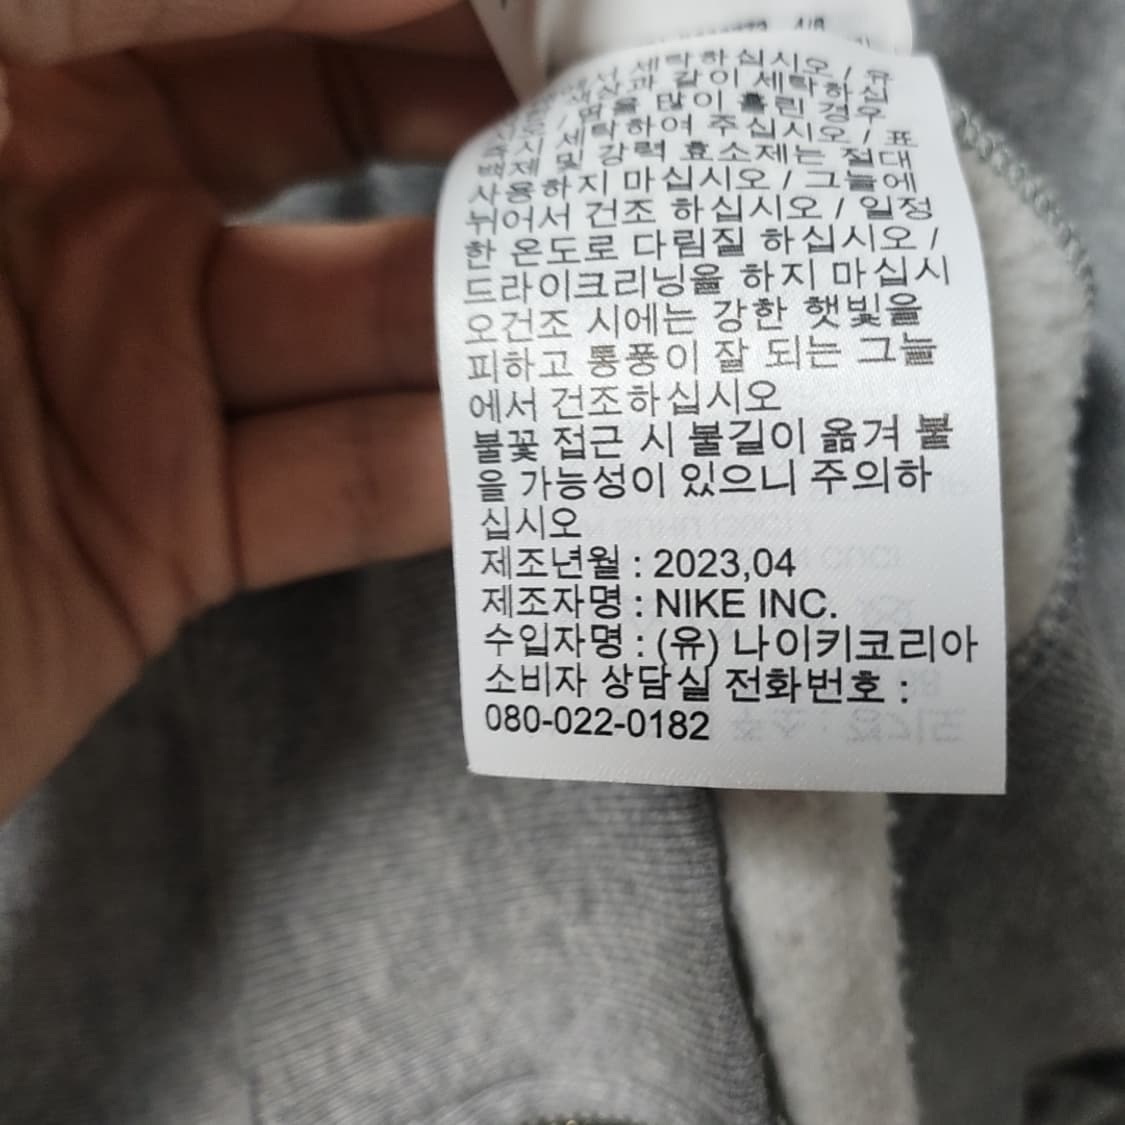 4/8
세탁하십시오 / 유
색상과 같이 세탁하십
/ 땀을 많이 흘린 경우
즉시 세탁하여 주십시오 / 표
백제 및 강력 효소제는 절대
사용하지 마십시오 / 그늘에
뉘어서 건조 하십시오 / 일정
한 온도로 다림질 하십시오 /
드라이크리닝을 하지 마십시
오건조 시에는 강한 햇빛을
피하고 통풍이 잘 되는 그늘
에서 건조하십시오
불꽃 접근 시 불길이 옮겨 붙
을 가능성이 있으니 주의하
십시오
제조년월 : 2023,04
제조자명 : NIKE INC.
수입자명 : (유) 나이키코리아
소비자 상담실 전화번호 :
080-022-0182